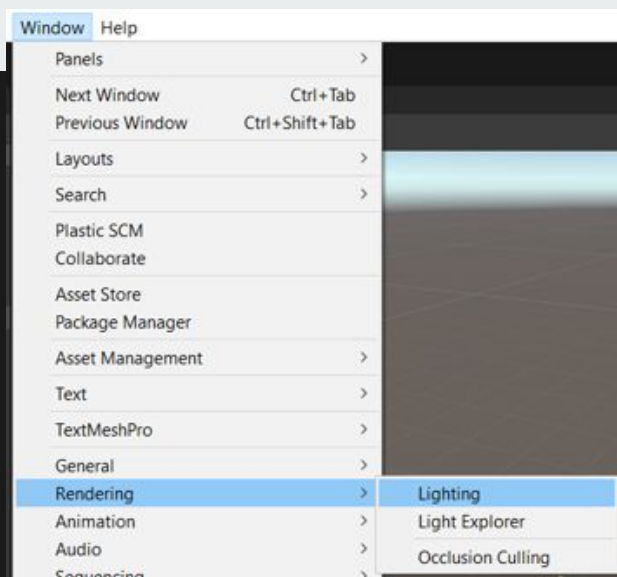 Window Help
Panels
Next Window Ctrl+Tab
Previous Window Ctrl+Shift+Tab
Layouts
Search
Plastic SCM
Collaborate
Asset Store
Package Manager
Asset Management
Text
TextMeshPro
General
Rendering
Lighting
Animation
Light Explorer
Audio
Occlusion Culling
Sequencing